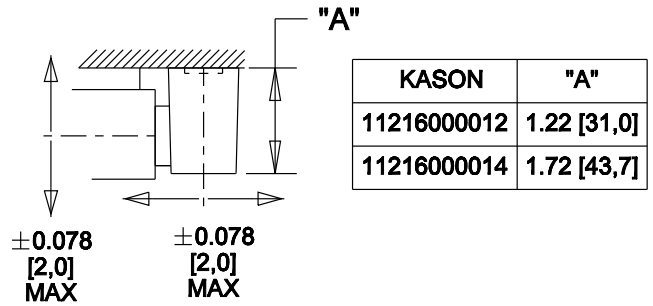 "A"
KASON "A"
11216000012 1.22 [31,0]
11216000014 1.72 [43,7]
±0.078
[2,0]
MAX
±0.078
[2,0]
MAX